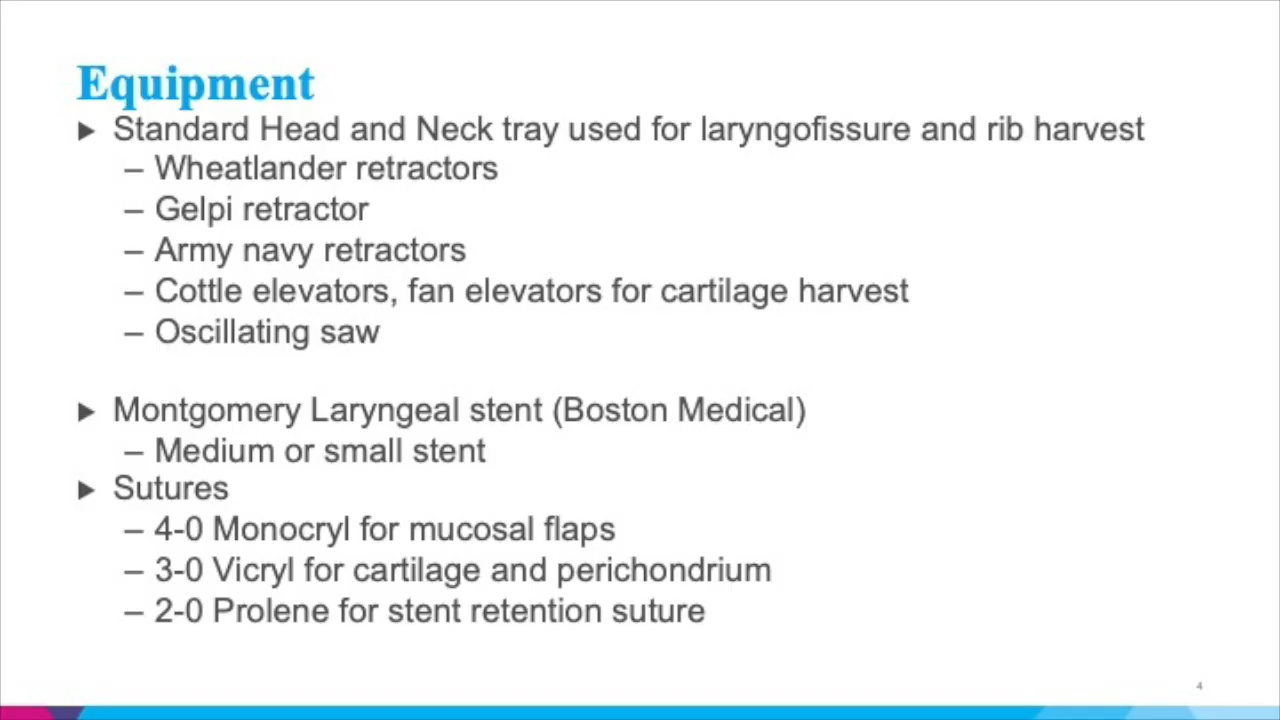 Equipment
▶ Standard Head and Neck tray used for laryngofissure and rib harvest
– Wheatlander retractors
– Gelpi retractor
– Army navy retractors
– Cottle elevators, fan elevators for cartilage harvest
– Oscillating saw
▶ Montgomery Laryngeal stent (Boston Medical)
– Medium or small stent
▶ Sutures
– 4-0 Monocryl for mucosal flaps
– 3-0 Vicryl for cartilage and perichondrium
– 2-0 Prolene for stent retention suture
4